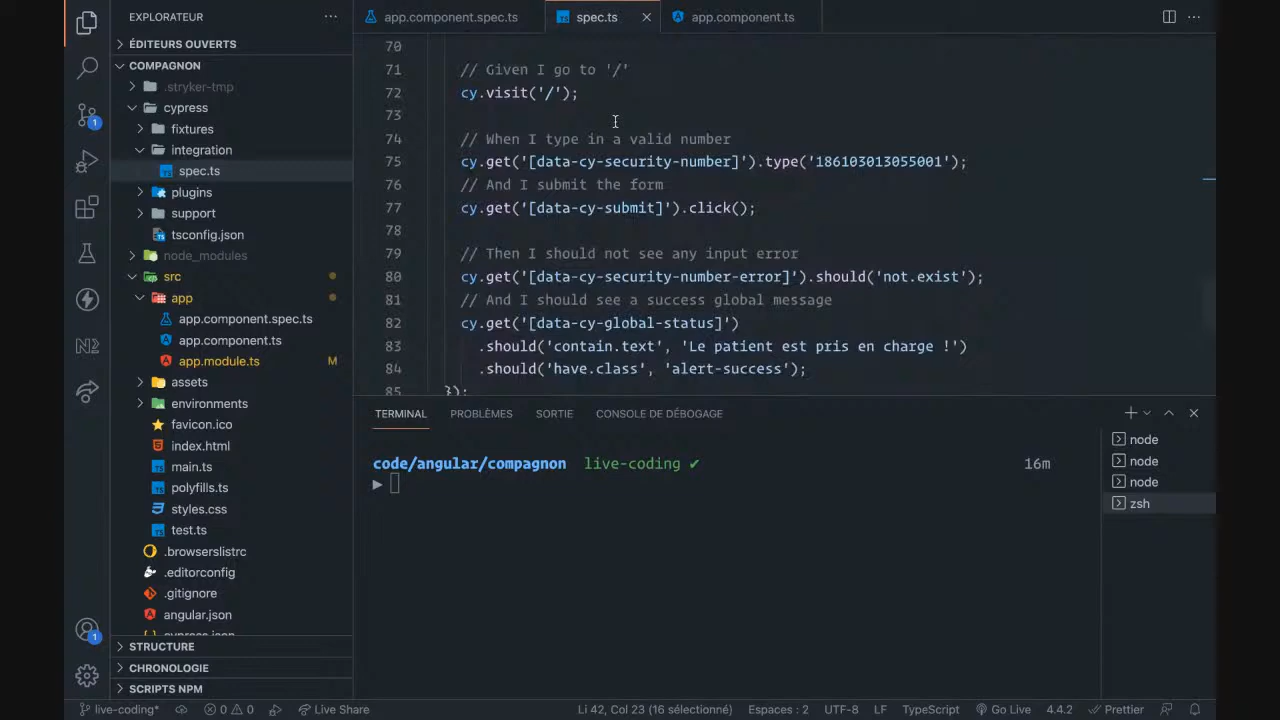 EXPLORATEUR
ÉDITEURS OUVERTS
COMPAGNON
.stryker-tmp
cypress
fixtures
integration
spec.ts
plugins
support
tsconfig.json
node_modules
src
app
app.component.spec.ts
app.component.ts
app.module.ts M
assets
environments
favicon.ico
index.html
main.ts
polyfills.ts
styles.css
test.ts
.browserslistrc
.editorconfig
.gitignore
angular.json
cypress.json
STRUCTURE
CHRONOLOGIE
SCRIPTS NPM
1
N2
1
app.component.spec.ts spec.ts app.component.ts
70
71 // Given I go to '/'
72 cy.visit('/');
73
74 // When I type in a valid number
75 cy.get('[data-cy-security-number]').type('186103013055001');
76 // And I submit the form
77 cy.get('[data-cy-submit]').click();
78
79 // Then I should not see any input error
80 cy.get('[data-cy-security-number-error]').should('not.exist');
81 // And I should see a success global message
82 cy.get('[data-cy-global-status]')
83 .should('contain.text', 'Le patient est pris en charge !')
84 .should('have.class', 'alert-success');
85 });
TERMINAL PROBLÈMES SORTIE CONSOLE DE DÉBOGAGE
code/angular/compagnon live-coding ✔ 16m
node
node
node
zsh
live-coding* 0 0 Live Share Li 42, Col 23 (16 sélectionné) Espaces : 2 UTF-8 LF TypeScript Go Live 4.4.2 Prettier